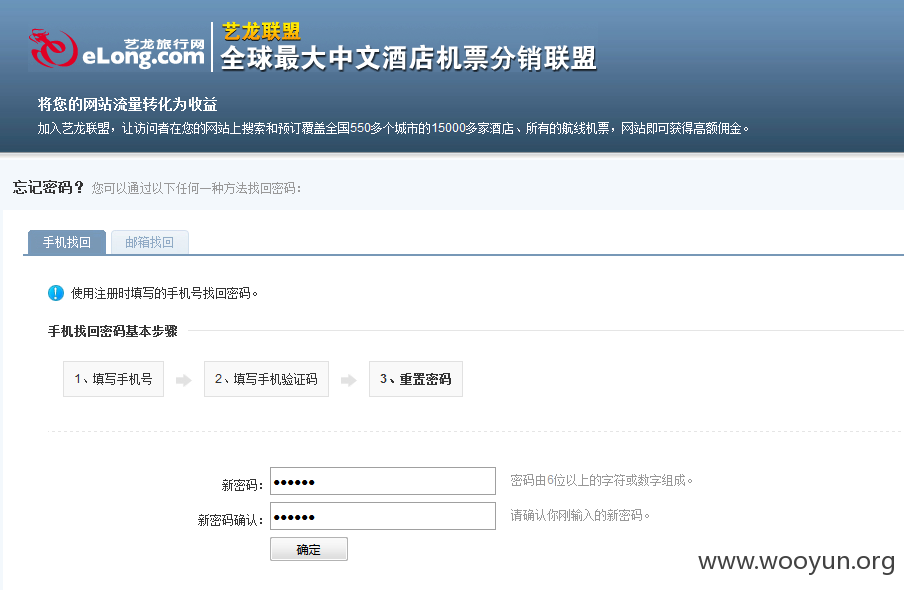 艺龙旅行网
eLong.com
艺龙联盟
全球最大中文酒店机票分销联盟
将您的网站流量转化为收益
加入艺龙联盟，让访问者在您的网站上搜索和预订覆盖全国550多个城市的15000多家酒店、所有的航线机票，网站即可获得高额佣金。
忘记密码？ 您可以通过以下任何一种方法找回密码：
手机找回 邮箱找回
使用注册时填写的手机号找回密码。
手机找回密码基本步骤
1、填写手机号 2、填写手机验证码 3、重置密码
新密码： •••••• 密码由6位以上的字符或数字组成。
新密码确认： •••••• 请确认你刚输入的新密码。
确定
www.wooyun.org